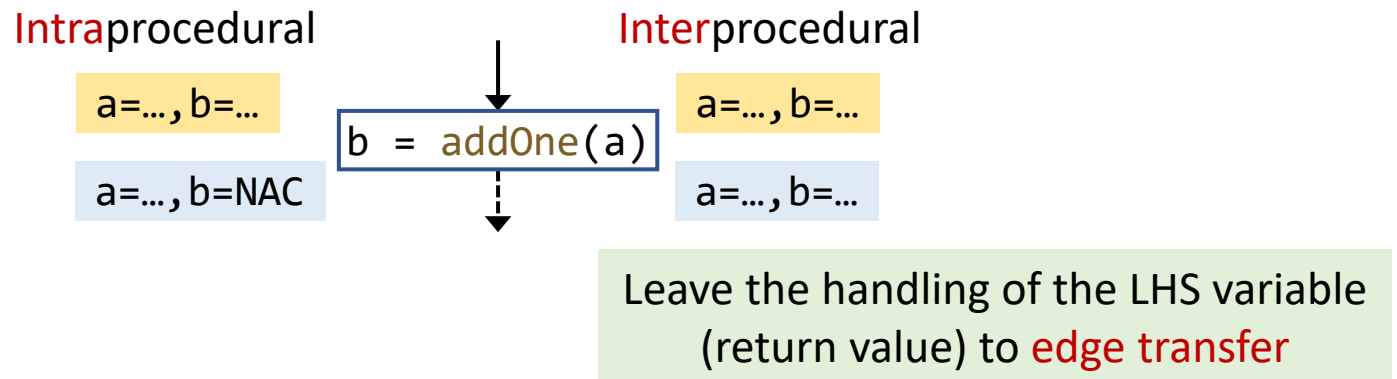 Intraprocedural
Interprocedural
a=…,b=…
b = addOne(a)
a=…,b=…
a=…,b=NAC
a=…,b=…
Leave the handling of the LHS variable
(return value) to edge transfer